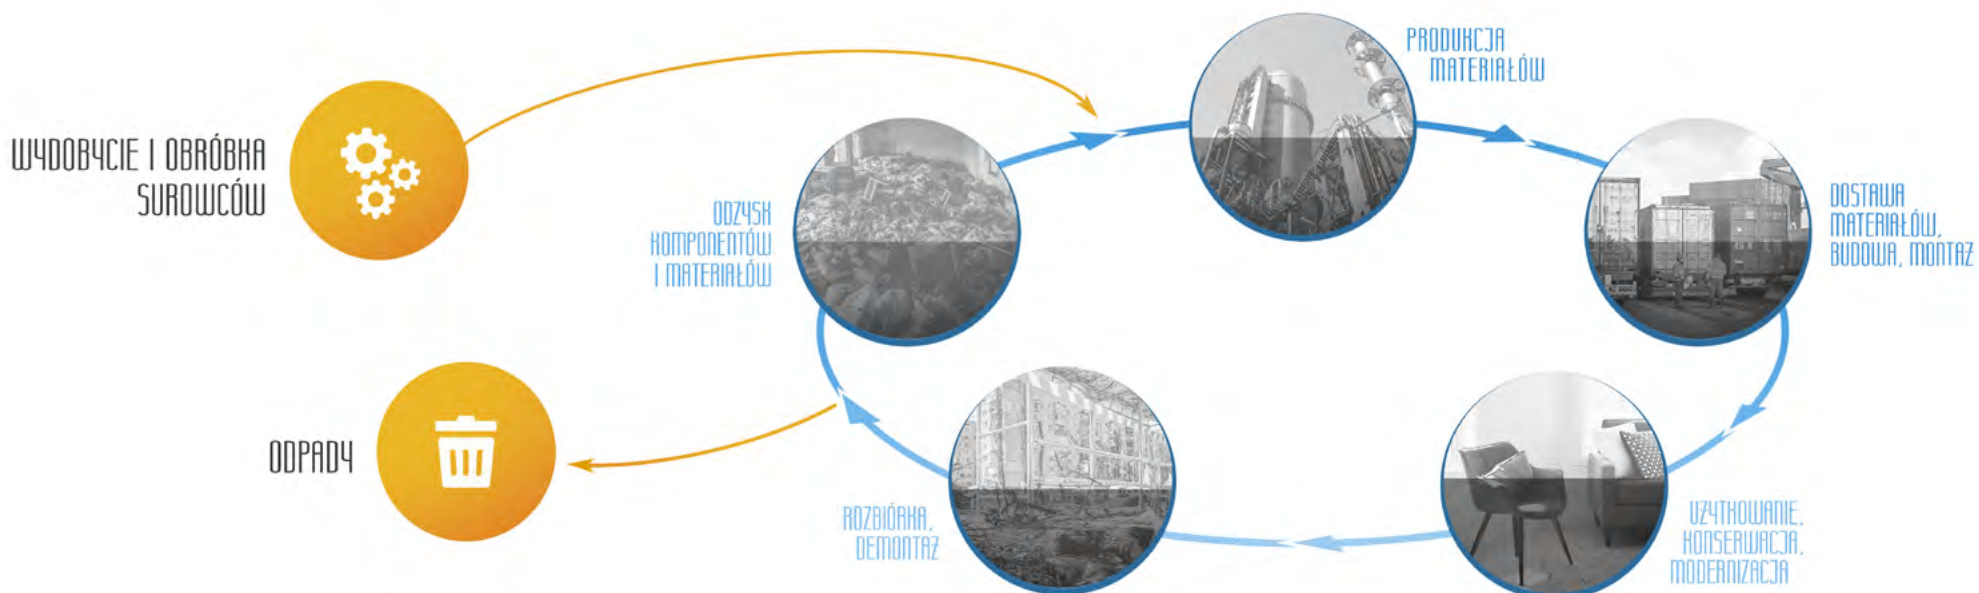 WYDOBYCIE I OBRÓBKA
SUROWCÓW
ODPADY
PRODUKCJA
MATERIAŁÓW
DOSTAWA
MATERIAŁÓW,
BUDOWA, MONTAŻ
UŻYTKOWANIE,
KONSERWACJA,
MODERNIZACJA
ROZBIÓRKA,
DEMONTAŻ
ODZYSK
KOMPONENTÓW
I MATERIAŁÓW